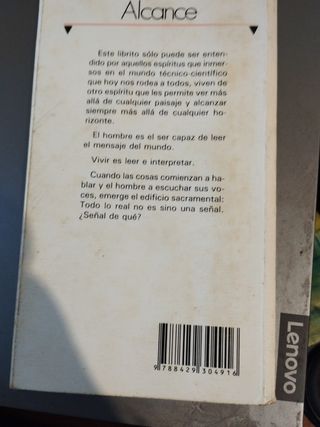 Alcance
Este librito sólo puede ser enten-
dido por aquellos espíritus que inmer-
sos en el mundo técnico-científico
que hoy nos rodea a todos, viven de
otro espíritu que les permite ver más
allá de cualquier paisaje y alcanzar
siempre más allá de cualquier ho-
rizonte.
El hombre es el ser capaz de leer
el mensaje del mundo.
Vivir es leer e interpretar.
Cuando las cosas comienzan a ha-
blar y el hombre a escuchar sus vo-
ces, emerge el edificio sacramental:
Todo lo real no es sino una señal.
¿Señal de qué?
9 788429 304916
Lenovo